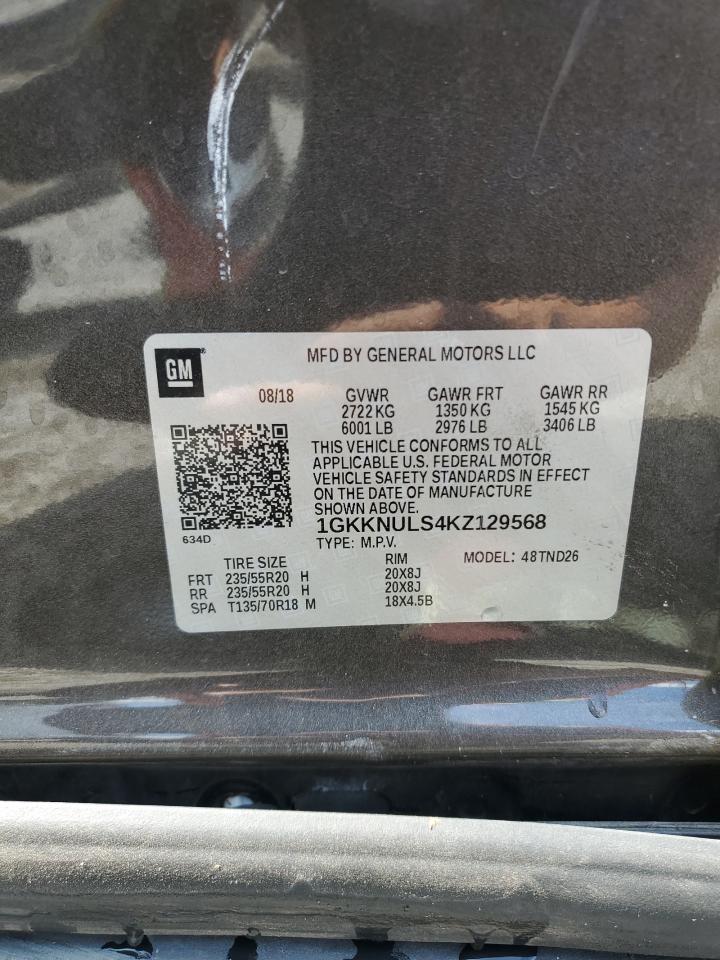 GM
MFD BY GENERAL MOTORS LLC
08/18 GVWR GAWR FRT GAWR RR
2722 KG 1350 KG 1545 KG
6001 LB 2976 LB 3406 LB
THIS VEHICLE CONFORMS TO ALL
APPLICABLE U.S. FEDERAL MOTOR
VEHICLE SAFETY STANDARDS IN EFFECT
ON THE DATE OF MANUFACTURE
SHOWN ABOVE.
634D
1GKKNULS4KZ129568
TYPE: M.P.V. MODEL: 48TND26
TIRE SIZE RIM
FRT 235/55R20 H 20X8J
RR 235/55R20 H 20X8J
SPA T135/70R18 M 18X4.5B